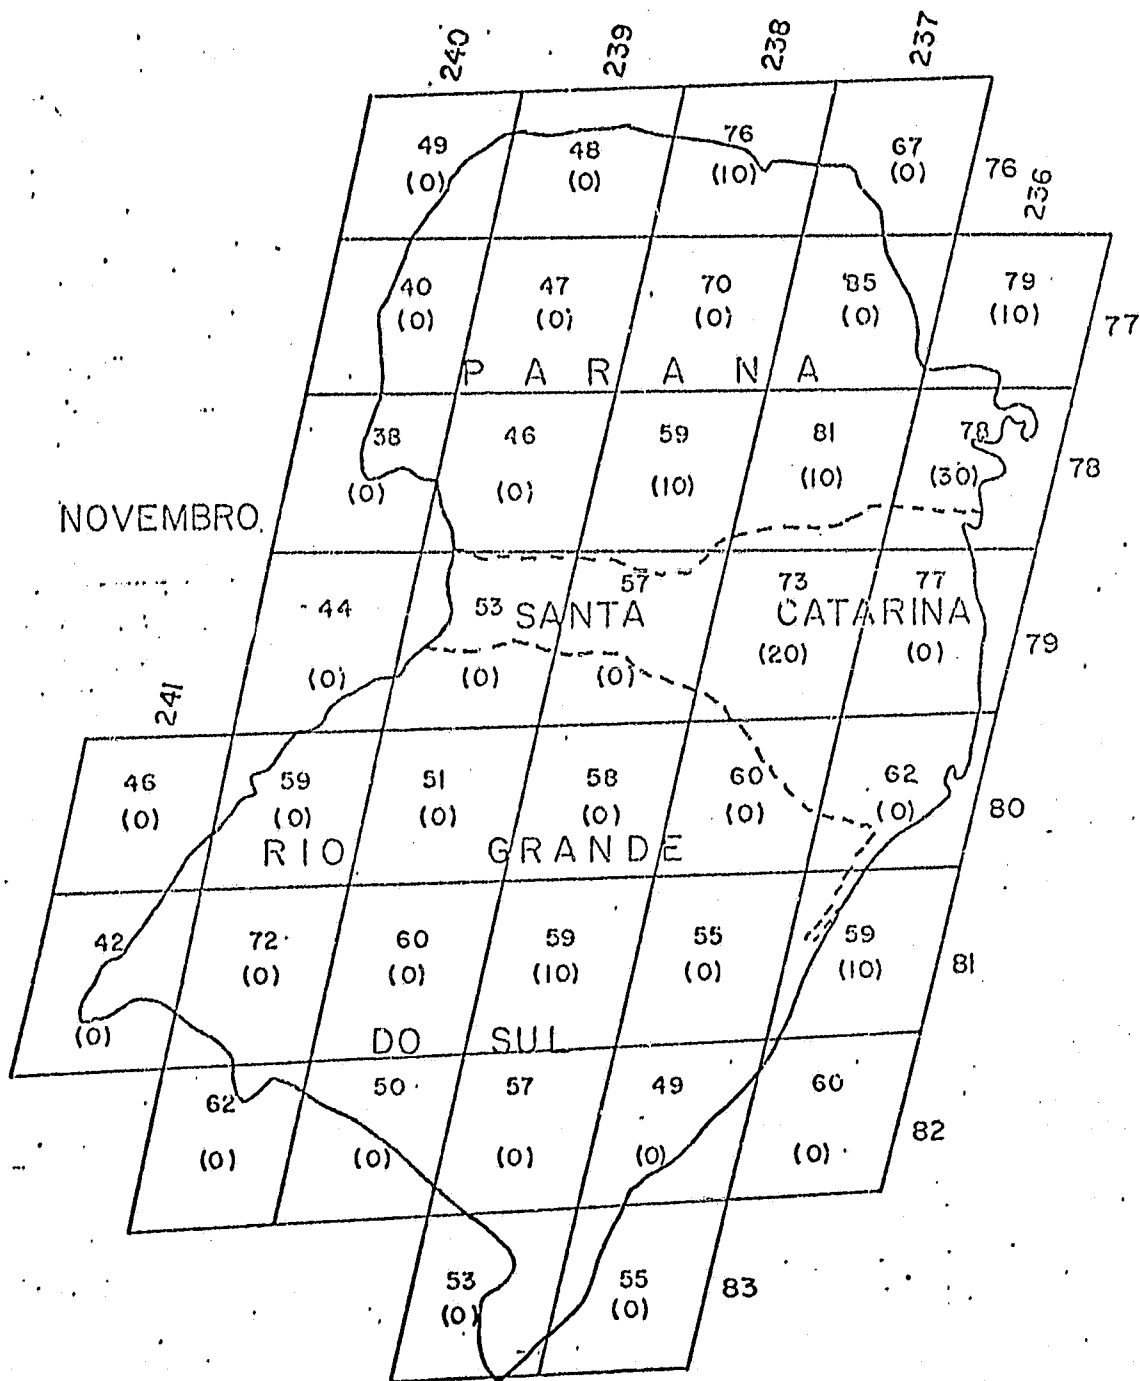 240 239 238 237
49 48 76 67
(0) (0) (10) (0) 76
236
40 47 70 85 79
(0) (0) (0) (0) (10) 77
P A R A N A
38 46 59 81 78
(0) (0) (10) (10) (30) 78
NOVEMBRO
44 53 57 73 77
SANTA CATARINA
(0) (0) (0) (20) (0) 79
241
46 59 51 58 60 62
(0) (0) (0) (0) (0) (0) 80
RIO GRANDE
42 72 60 59 55 59
(0) (0) (0) (10) (0) (10) 81
DO SUL
62 50 57 49 60
(0) (0) (0) (0) (0) 82
53 55
(0) (0) 83